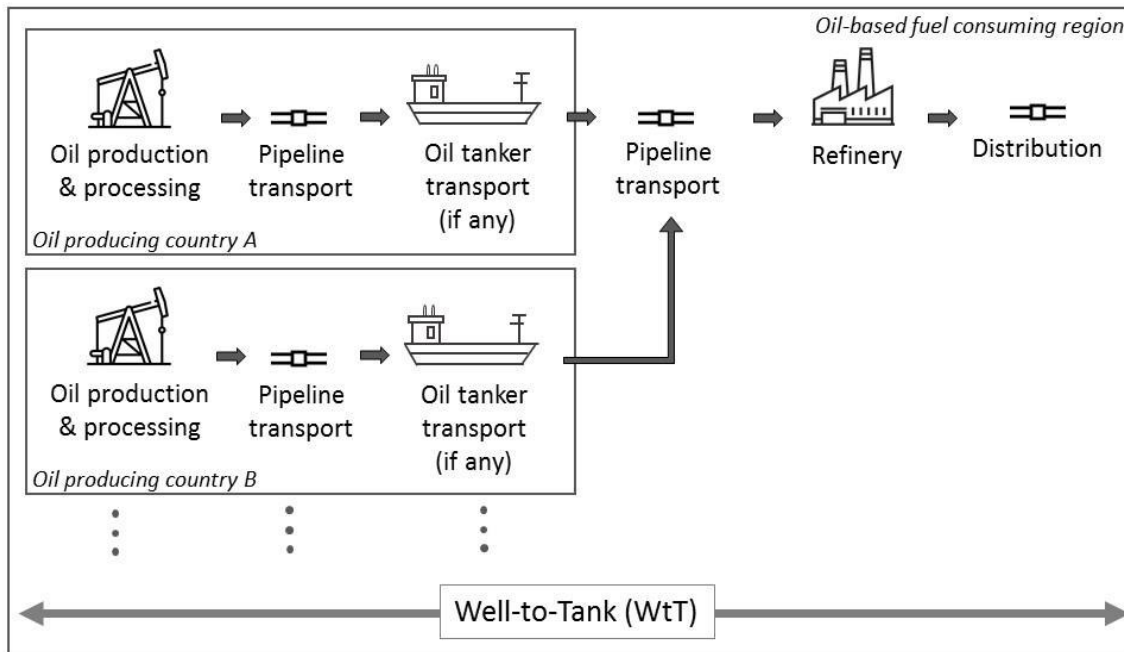 Oil-based fuel consuming region
Oil production
& processing
Pipeline
transport
Oil tanker
transport
(if any)
Pipeline
transport
Refinery
Distribution
Oil producing country A
Oil production
& processing
Pipeline
transport
Oil tanker
transport
(if any)
Oil producing country B
Well-to-Tank (WtT)